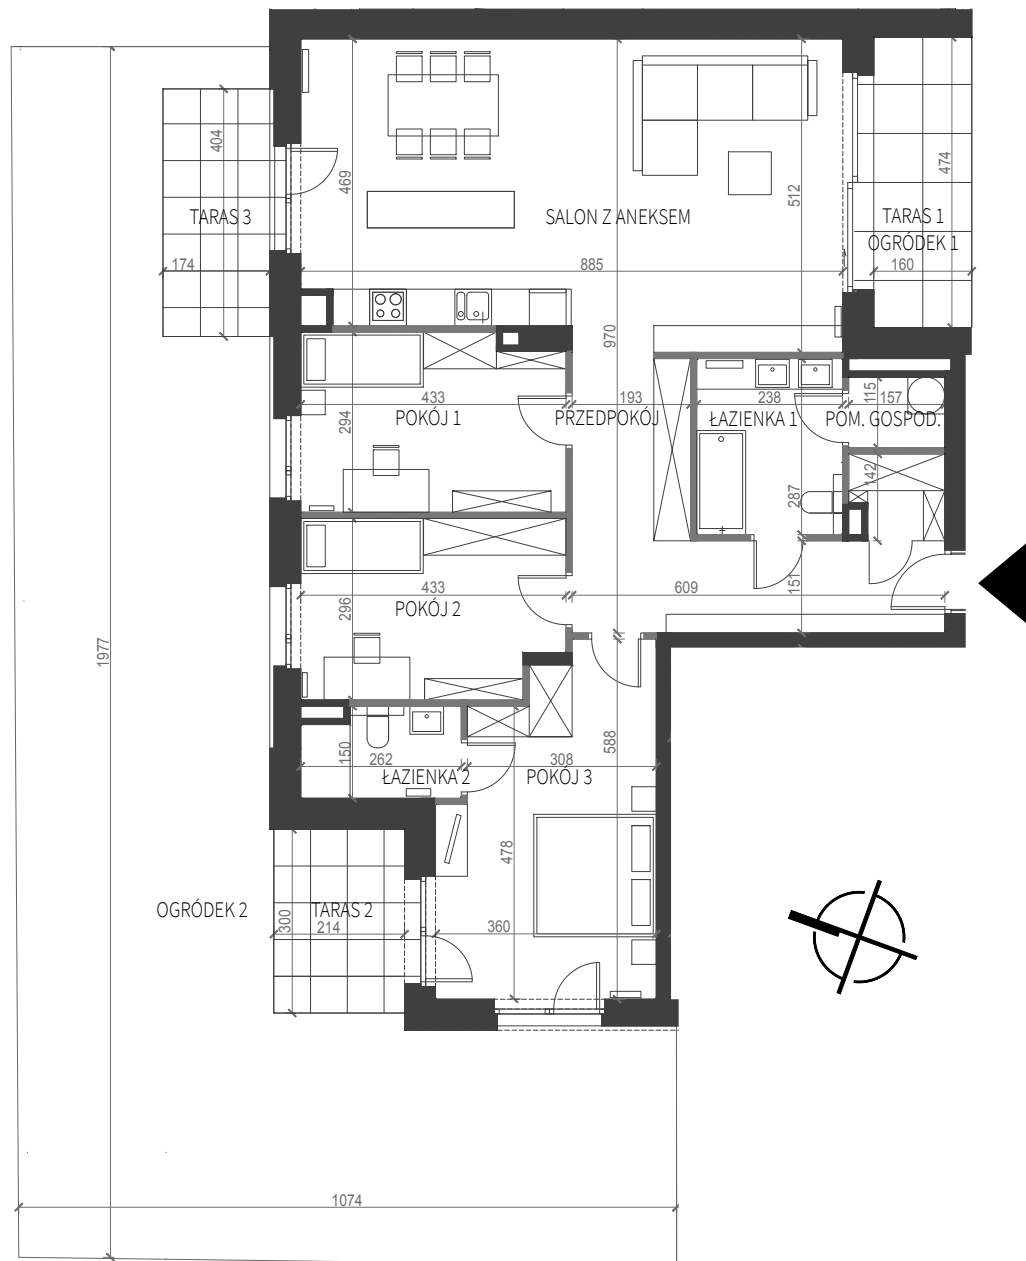 404
469
512
474
TARAS 3
SALON Z ANEKSEM
TARAS 1
OGRÓDEK 1
174
885
160
970
115
433
193
238
157
294
POKÓJ 1
PRZEDPOKÓJ
ŁAZIENKA 1
POM. GOSPOD.
142
287
151
433
609
296
POKÓJ 2
1977
588
150
262
308
ŁAZIENKA 2
POKÓJ 3
478
OGRÓDEK 2
TARAS 2
300
214
360
1074